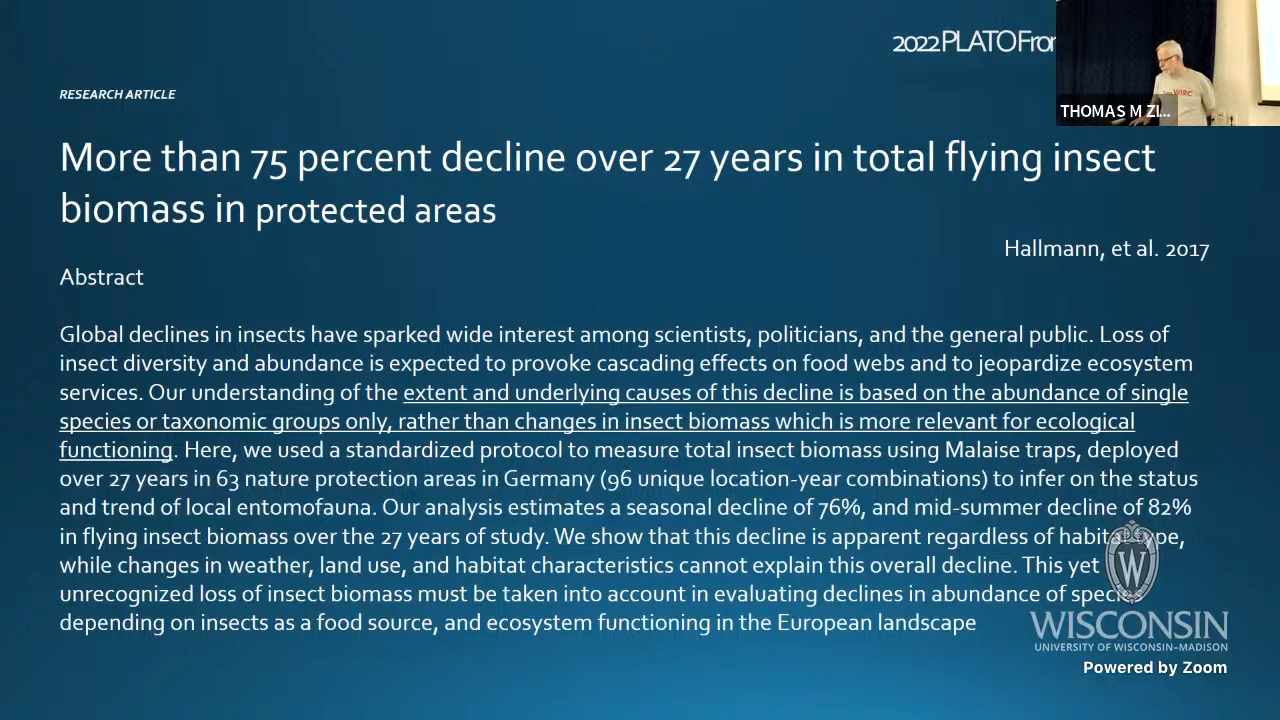 2022 PLATO Fron
THOMAS M ZI...
WIRC
RESEARCH ARTICLE
More than 75 percent decline over 27 years in total flying insect
biomass in protected areas
Hallmann, et al. 2017
Abstract
Global declines in insects have sparked wide interest among scientists, politicians, and the general public. Loss of
insect diversity and abundance is expected to provoke cascading effects on food webs and to jeopardize ecosystem
services. Our understanding of the extent and underlying causes of this decline is based on the abundance of single
species or taxonomic groups only, rather than changes in insect biomass which is more relevant for ecological
functioning. Here, we used a standardized protocol to measure total insect biomass using Malaise traps, deployed
over 27 years in 63 nature protection areas in Germany (96 unique location-year combinations) to infer on the status
and trend of local entomofauna. Our analysis estimates a seasonal decline of 76%, and mid-summer decline of 82%
in flying insect biomass over the 27 years of study. We show that this decline is apparent regardless of habitat type,
while changes in weather, land use, and habitat characteristics cannot explain this overall decline. This yet
unrecognized loss of insect biomass must be taken into account in evaluating declines in abundance of species
depending on insects as a food source, and ecosystem functioning in the European landscape
W
WISCONSIN
UNIVERSITY OF WISCONSIN–MADISON
Powered by Zoom